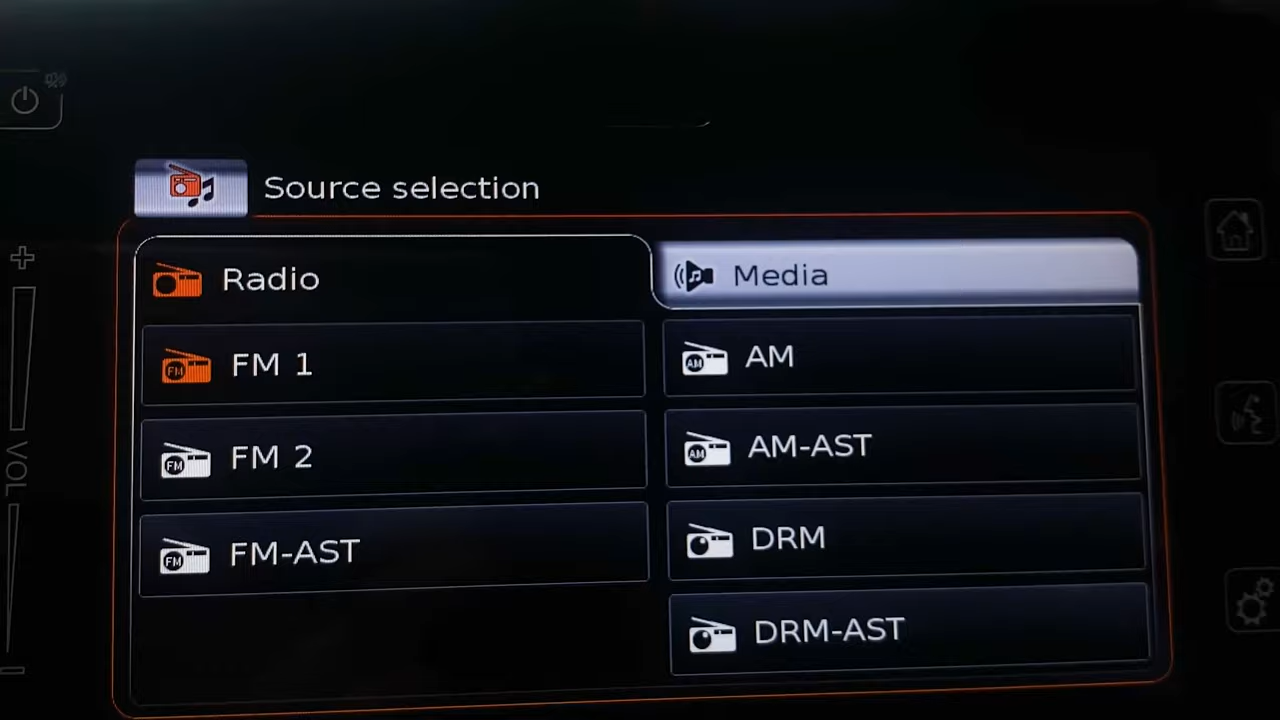 Source selection
Radio
Media
FM 1
AM
FM 2
AM-AST
FM-AST
DRM
DRM-AST
VOL